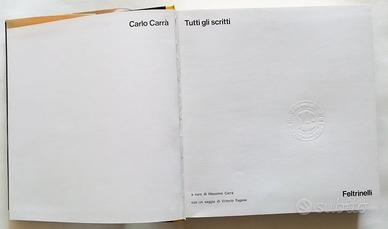 Carlo Carrà
Tutti gli scritti
a cura di Massimo Carrà
con un saggio di Vittorio Fagone
Feltrinelli